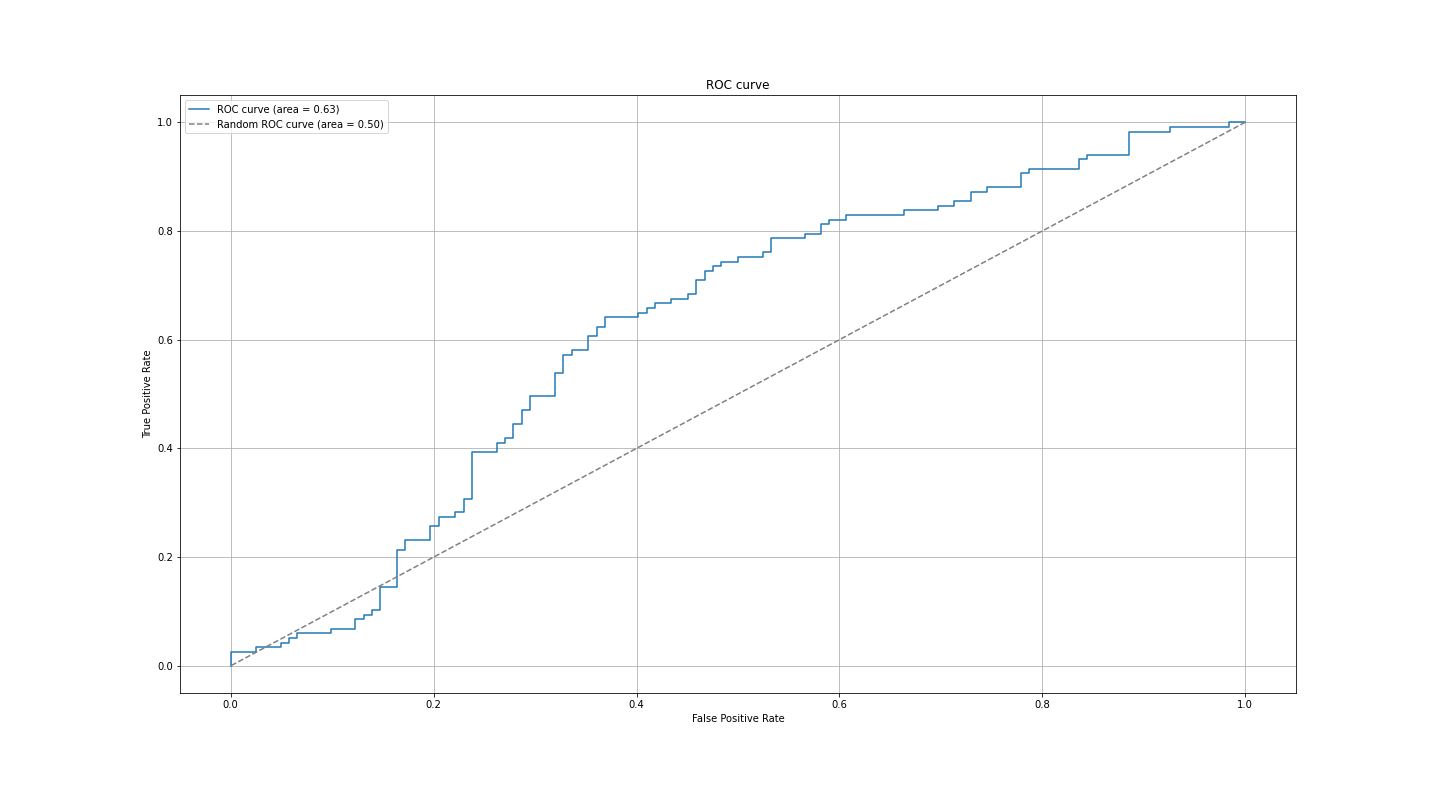 ROC curve
ROC curve (area = 0.63)
Random ROC curve (area = 0.50)
True Positive Rate
1.0
0.8
0.6
0.4
0.2
0.0
0.0 0.2 0.4 0.6 0.8 1.0
False Positive Rate